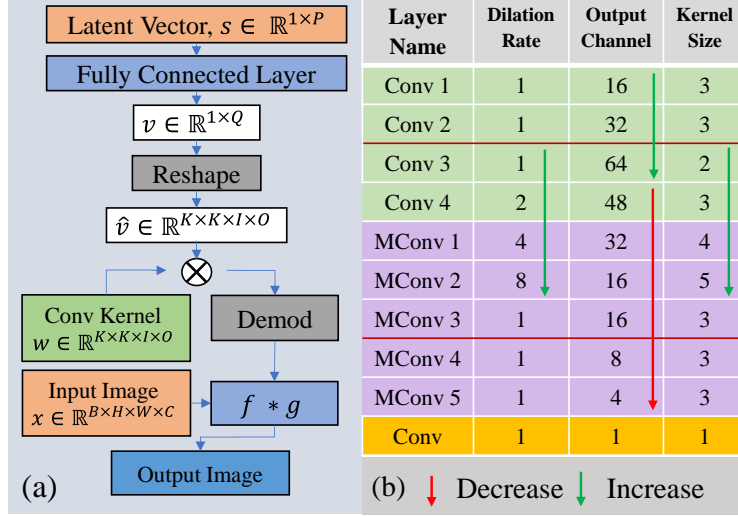 Latent Vector, s ∈ ℝ^{1×P}
Fully Connected Layer
v ∈ ℝ^{1×Q}
Reshape
v̂ ∈ ℝ^{K×K×I×O}
⊗
Conv Kernel
w ∈ ℝ^{K×K×I×O}
Demod
Input Image
x ∈ ℝ^{B×H×W×C}
f ∗ g
(a)
Output Image
Layer Name Dilation Rate Output Channel Kernel Size
Conv 1 1 16 3
Conv 2 1 32 3
Conv 3 1 64 2
Conv 4 2 48 3
MConv 1 4 32 4
MConv 2 8 16 5
MConv 3 1 16 3
MConv 4 1 8 3
MConv 5 1 4 3
Conv 1 1 1
(b) ↓ Decrease ↓ Increase